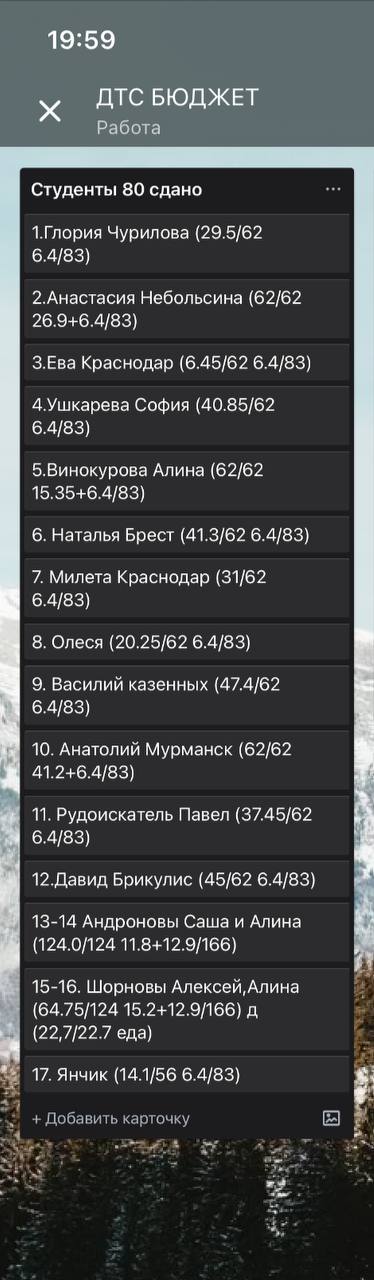 19:59
ДТС БЮДЖЕТ
Работа
Студенты 80 сдано
1.Глория Чурилова (29.5/62
6.4/83)
2.Анастасия Небольсина (62/62
26.9+6.4/83)
3.Ева Краснодар (6.45/62 6.4/83)
4.Ушкарева София (40.85/62
6.4/83)
5.Винокурова Алина (62/62
15.35+6.4/83)
6. Наталья Брест (41.3/62 6.4/83)
7. Милета Краснодар (31/62
6.4/83)
8. Олеся (20.25/62 6.4/83)
9. Василий казенных (47.4/62
6.4/83)
10. Анатолий Мурманск (62/62
41.2+6.4/83)
11. Рудоискатель Павел (37.45/62
6.4/83)
12.Давид Брикулис (45/62 6.4/83)
13-14 Андроновы Саша и Алина
(124.0/124 11.8+12.9/166)
15-16. Шорновы Алексей,Алина
(64.75/124 15.2+12.9/166) д
(22,7/22.7 еда)
17. Янчик (14.1/56 6.4/83)
+ Добавить карточку